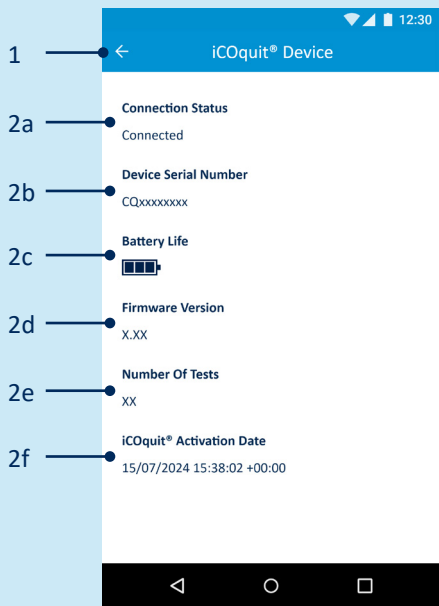 12:30
1
iCOquit® Device
Connection Status
2a
Connected
Device Serial Number
2b
CQxxxxxxxx
Battery Life
2c
Firmware Version
2d
X.XX
Number Of Tests
2e
XX
iCOquit® Activation Date
2f
15/07/2024 15:38:02 +00:00